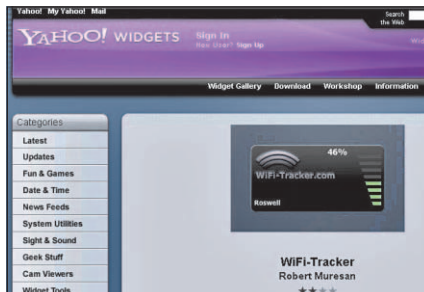 Yahoo! My Yahoo! Mail
Search
the Web
YAHOO! WIDGETS
Sign In
New User? Sign Up
Widget Gallery Download Workshop Information
Categories
Latest
Updates
Fun & Games
Date & Time
News Feeds
System Utilities
Sight & Sound
Geek Stuff
Cam Viewers
Widget Tools
46%
WiFi-Tracker.com
Roswell
WiFi-Tracker
Robert Muresan